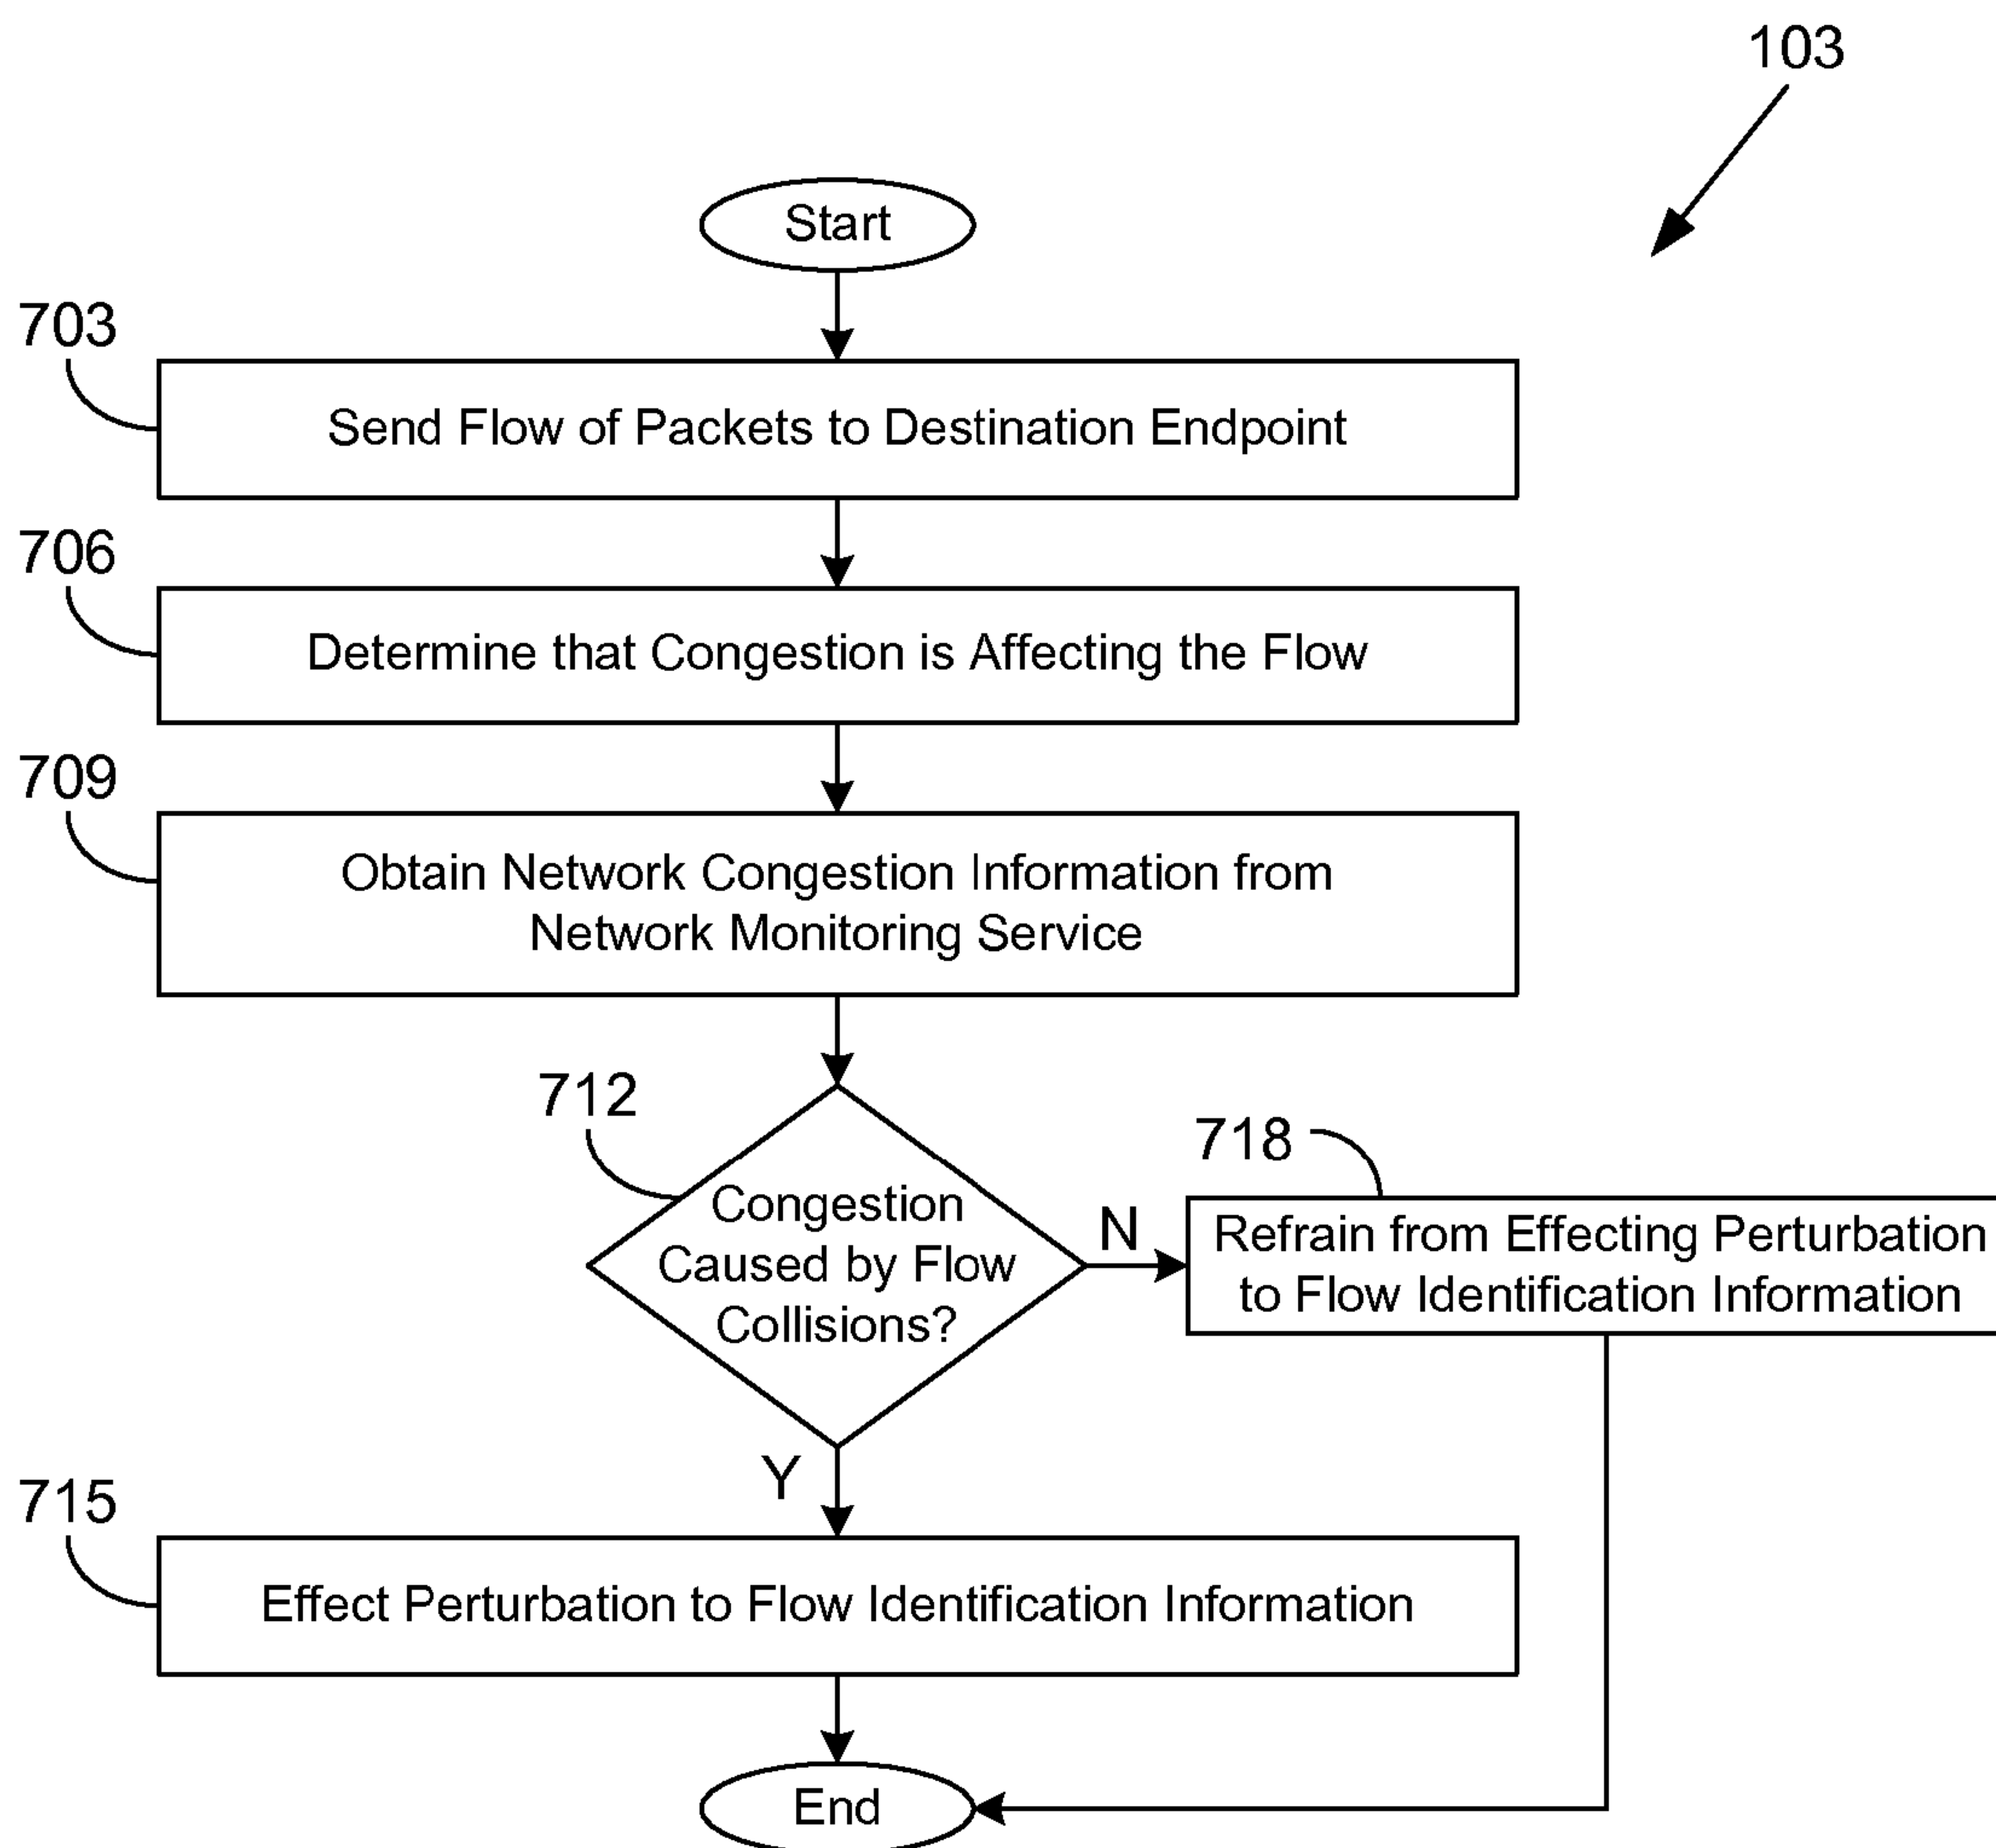 103
Start
703
Send Flow of Packets to Destination Endpoint
706
Determine that Congestion is Affecting the Flow
709
Obtain Network Congestion Information from
Network Monitoring Service
712
Congestion
Caused by Flow
Collisions?
N
718
Refrain from Effecting Perturbation
to Flow Identification Information
Y
715
Effect Perturbation to Flow Identification Information
End